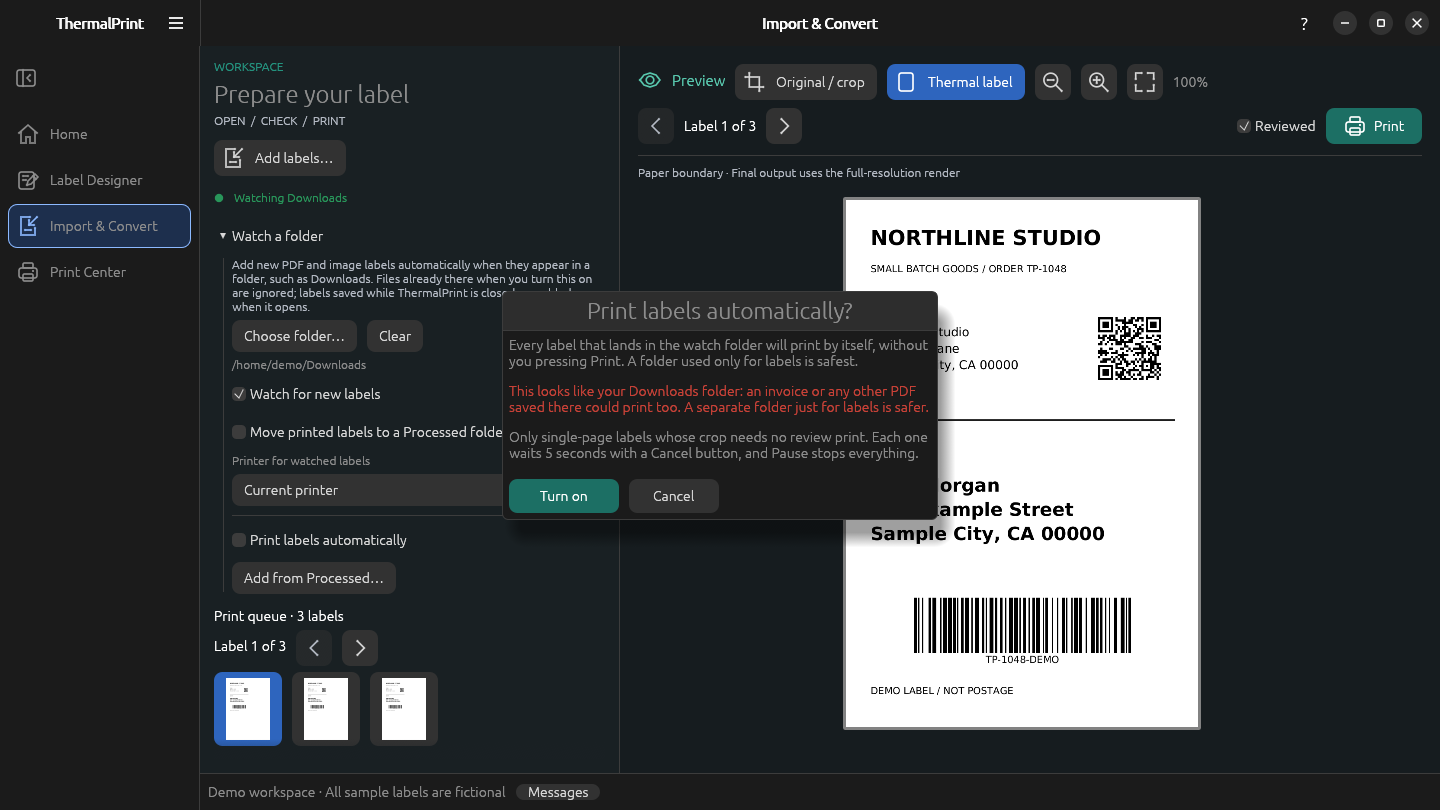 ThermalPrint
Import & Convert
?
Home
Label Designer
Import & Convert
Print Center
WORKSPACE
Prepare your label
OPEN / CHECK / PRINT
Add labels…
Watching Downloads
Watch a folder
Add new PDF and image labels automatically when they appear in a
folder, such as Downloads. Files already there when you turn this on
are ignored; labels saved while ThermalPrint is
when it opens.
Choose folder…
Clear
/home/demo/Downloads
Watch for new labels
Move printed labels to a Processed
Printer for watched labels
Current printer
Print labels automatically
Add from Processed…
Print queue · 3 labels
Label 1 of 3
Preview
Original / crop
Thermal label
100%
Label 1 of 3
Reviewed
Print
Paper boundary · Final output uses the full-resolution render
NORTHLINE STUDIO
SMALL BATCH GOODS / ORDER TP-1048
CA 00000
Sample City, CA 00000
TP-1048-DEMO
DEMO LABEL / NOT POSTAGE
Print labels automatically?
Every label that lands in the watch folder will print by itself, without
you pressing Print. A folder used only for labels is safest.
This looks like your Downloads folder: an invoice or any other PDF
saved there could print too. A separate folder just for labels is safer.
Only single-page labels whose crop needs no review print. Each one
waits 5 seconds with a Cancel button, and Pause stops everything.
Turn on
Cancel
Demo workspace · All sample labels are fictional
Messages